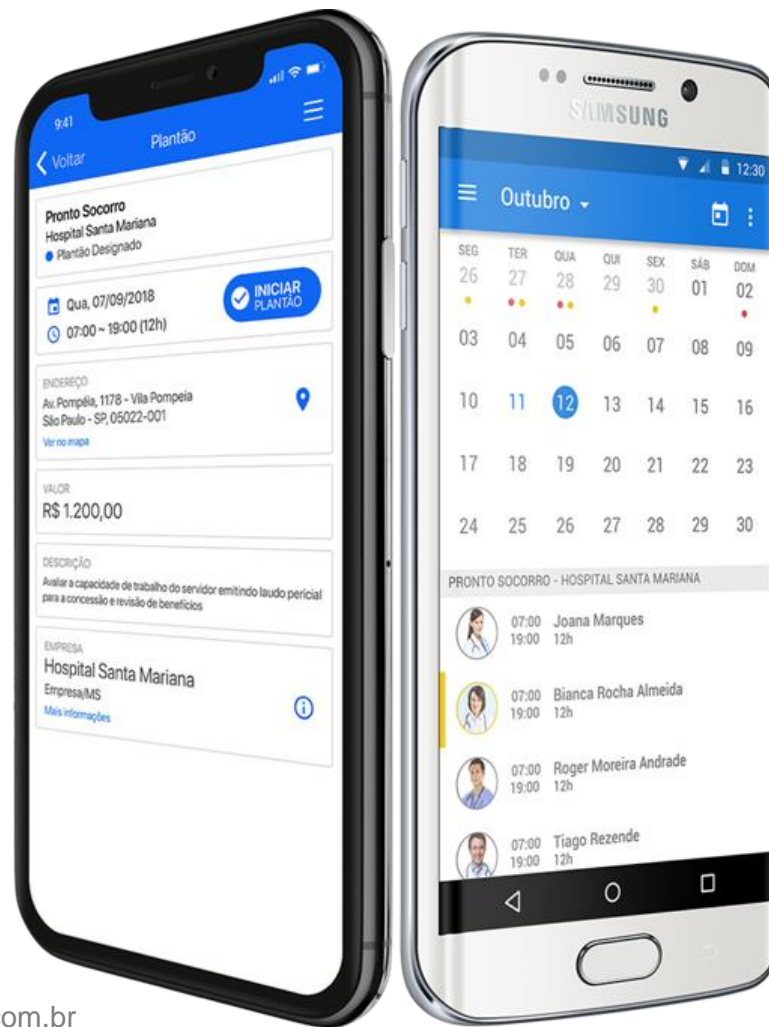 9:41
Voltar
Plantão
Pronto Socorro
Hospital Santa Mariana
Plantão Designado
Qua, 07/09/2018
07:00 ~ 19:00 (12h)
INICIAR
PLANTÃO
ENDEREÇO
Av. Pompéia, 1178 - Vila Pompeia
São Paulo - SP, 05022-001
Ver no mapa
VALOR
R$ 1.200,00
DESCRIÇÃO
Avaliar a capacidade de trabalho do servidor emitindo laudo pericial
para a concessão e revisão de benefícios
EMPRESA
Hospital Santa Mariana
Empresa/MS
Mais informações
SAMSUNG
12:30
Outubro
SEG TER QUA QUI SEX SÁB DOM
26 27 28 29 30 01 02
03 04 05 06 07 08 09
10 11 12 13 14 15 16
17 18 19 20 21 22 23
24 25 26 27 28 29 30
PRONTO SOCORRO - HOSPITAL SANTA MARIANA
07:00 Joana Marques
19:00 12h
07:00 Bianca Rocha Almeida
19:00 12h
07:00 Roger Moreira Andrade
19:00 12h
07:00 Tiago Rezende
19:00 12h
om.br